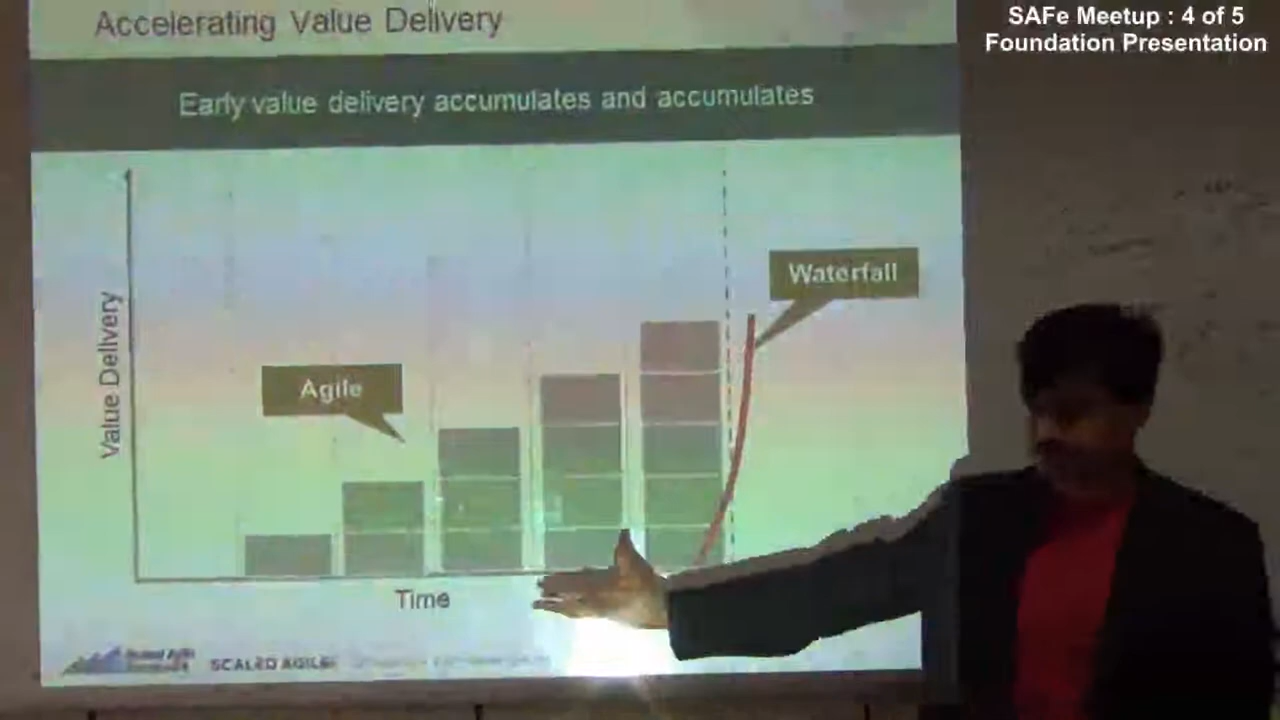 Accelerating Value Delivery
SAFe Meetup : 4 of 5
Foundation Presentation
Early value delivery accumulates and accumulates
Waterfall
Agile
Value Delivery
Time
SCALED AGILE